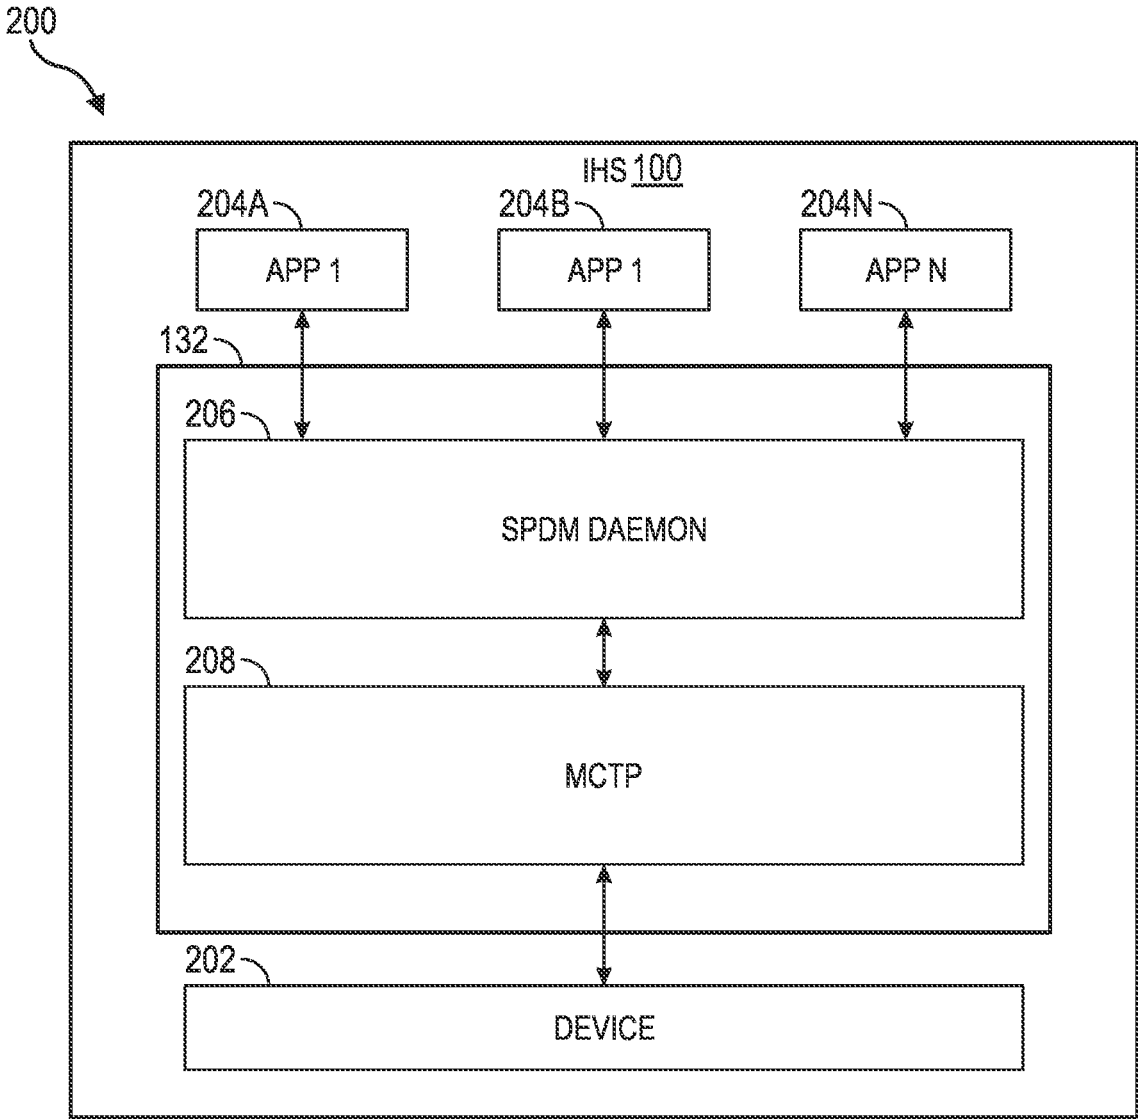 200
IHS 100
204A
204B
204N
APP 1
APP 1
APP N
132
206
SPDM DAEMON
208
MCTP
202
DEVICE